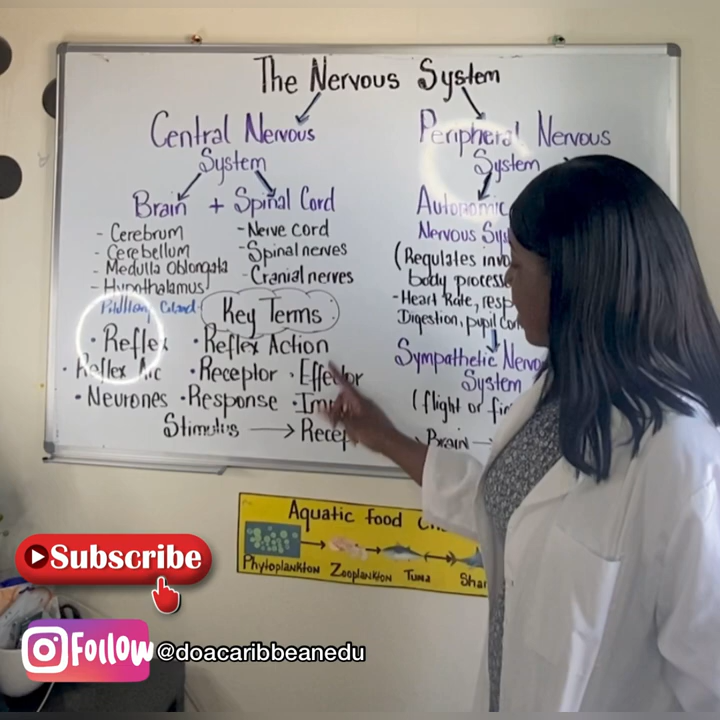 The Nervous System
Central Nervous
System
Brain + Spinal Cord
- Cerebrum
- Cerebellum
- Medulla Oblongata
- Hypothalamus
Pituitary Gland
- Nerve cord
- Spinal nerves
- Cranial nerves
Key Terms
• Reflex • Reflex Action
• Reflex Arc • Receptor • Effector
• Neurones • Response
Stimulus → Recep
Peripheral Nervous
System
Autonomic
Nervous Sys
(Regulates invo
body processe
- Heart Rate, resp
Digestion, pupil Con
Sympathetic Nervo
System
(flight or fi
Brain →
Aquatic food
Phytoplankton Zooplankton Tuna Shar
Subscribe
Follow @doacaribbeanedu